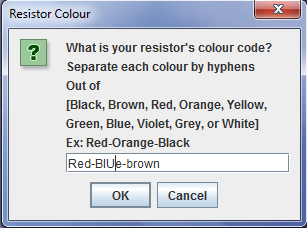 Resistor Colour
What is your resistor's colour code?
Separate each colour by hyphens
Out of
[Black, Brown, Red, Orange, Yellow,
Green, Blue, Violet, Grey, or White]
Ex: Red-Orange-Black
Red-BlUe-brown
OK Cancel